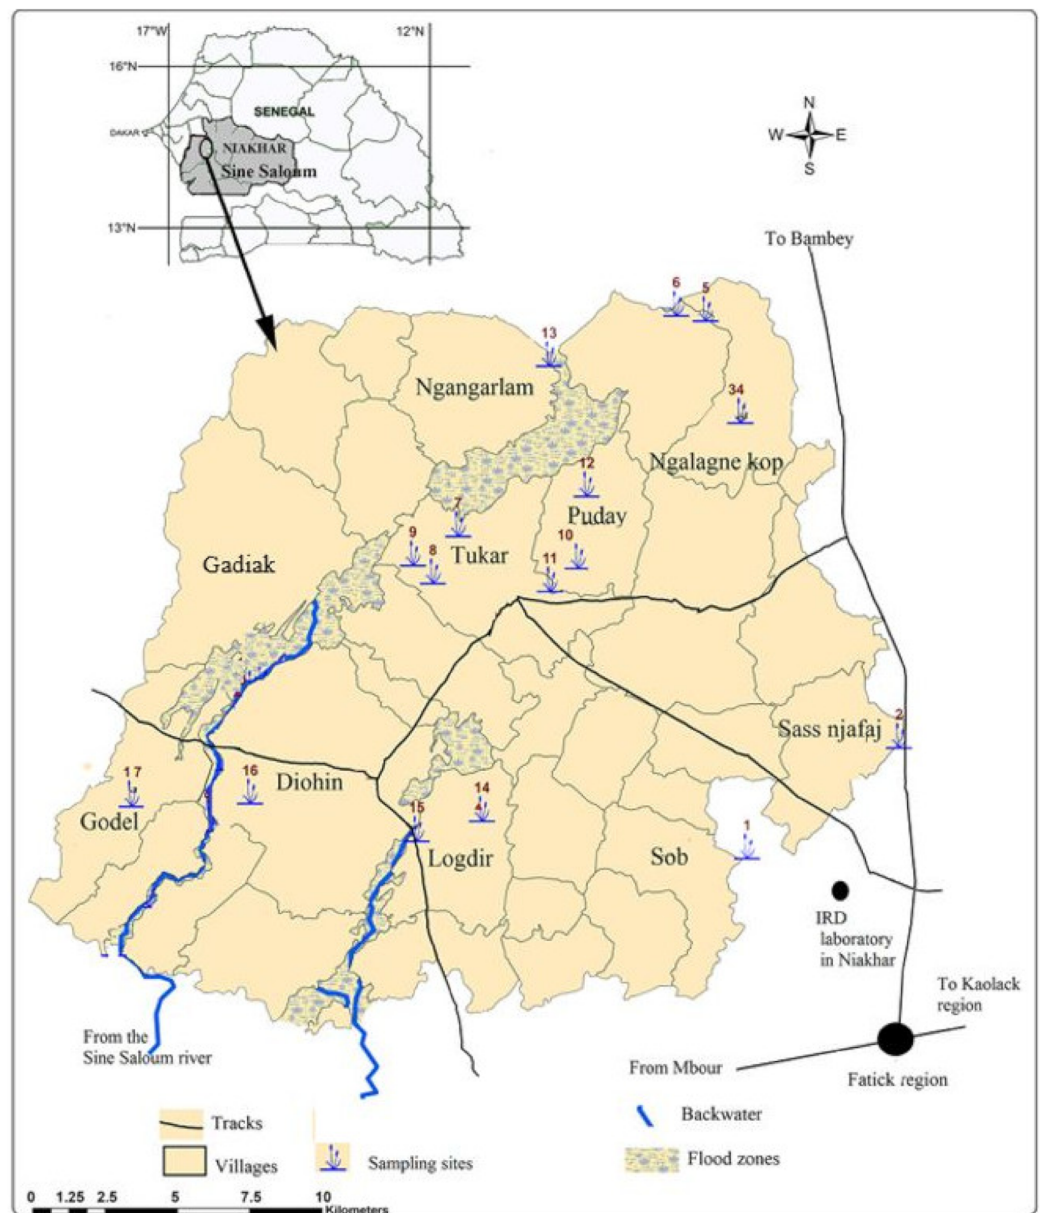 17°W
12°N
16°N
SENEGAL
DAKAR
NIAKHAR
Sine Saloum
13°N
N
W
E
S
To Bambey
6
5
13
Ngangarlam
34
Ngalagne kop
12
Puday
7
9
8
Tukar
10
11
Gadiak
Sass njafaj
2
17
16
Diohin
14
15
Godel
Logdir
Sob
1
IRD
laboratory
in Niakhar
To Kaolack
region
From the
Sine Saloum river
From Mbour
Fatick region
Tracks
Backwater
Villages
Sampling sites
Flood zones
0 1.25 2.5 5 7.5 10
Kilometers